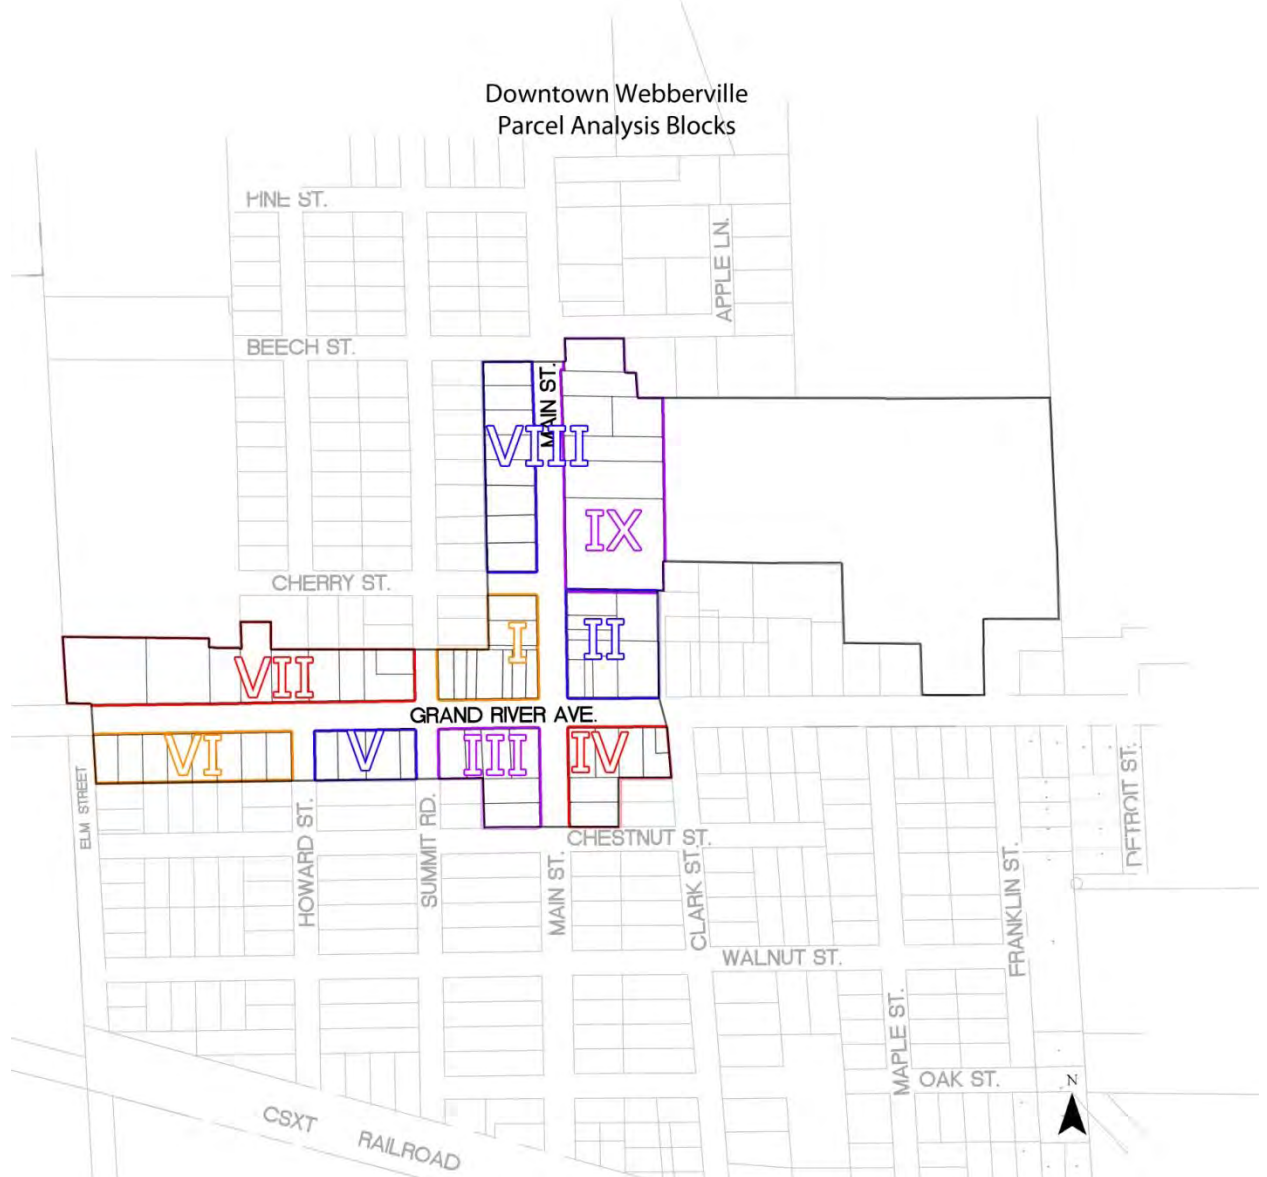 Downtown Webberville
Parcel Analysis Blocks
PINE ST.
APPLE LN.
BEECH ST.
MAIN ST.
VIII
IX
CHERRY ST.
I
II
VII
GRAND RIVER AVE.
VI
V
III
IV
ELM STREET
HOWARD ST.
SUMMIT RD.
MAIN ST.
CHESTNUT ST.
CLARK ST.
DETROIT ST.
FRANKLIN ST.
WALNUT ST.
MAPLE ST.
OAK ST.
N
CSXT RAILROAD